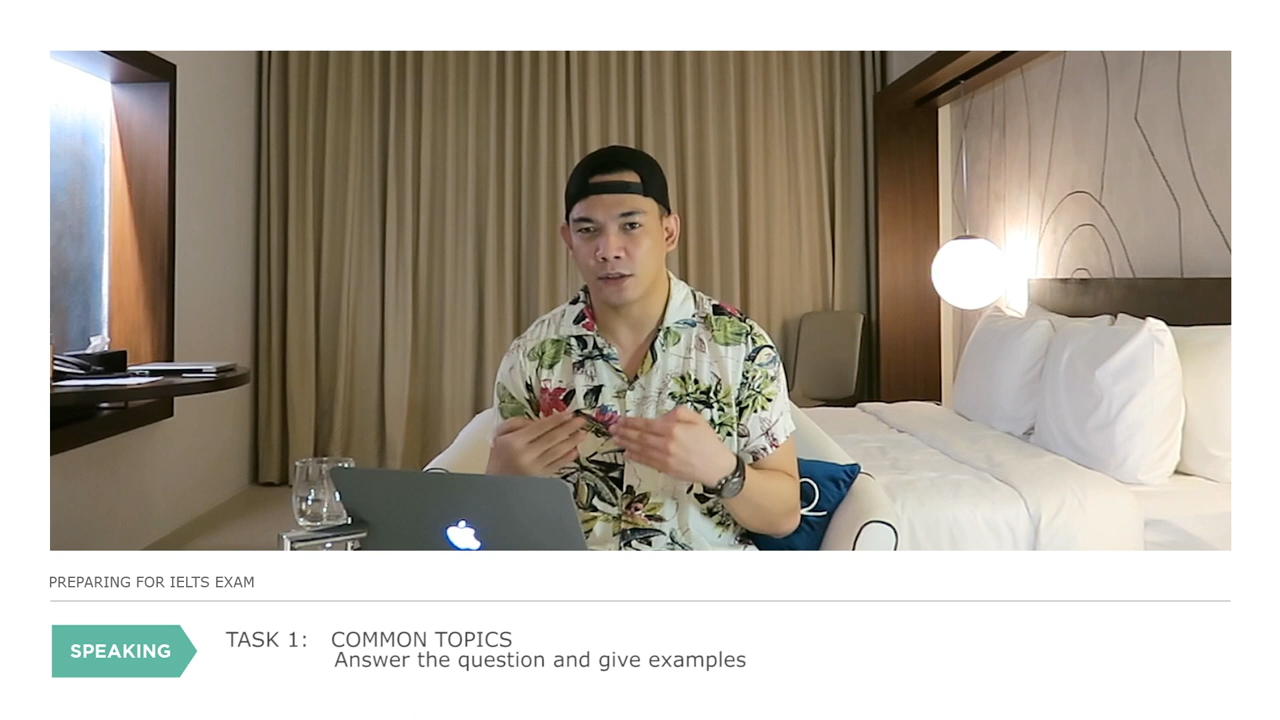 PREPARING FOR IELTS EXAM
SPEAKING
TASK 1: COMMON TOPICS
Answer the question and give examples